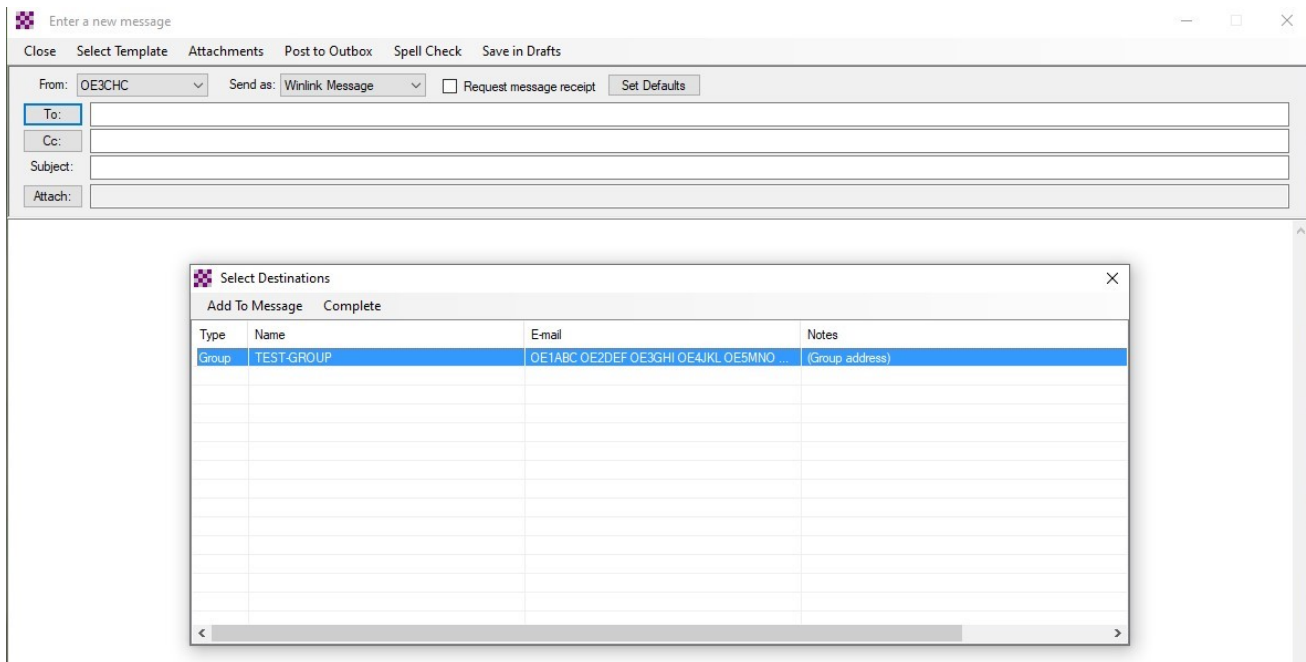 Enter a new message
Close Select Template Attachments Post to Outbox Spell Check Save in Drafts
From: OE3CHC Send as: Winlink Message Request message receipt Set Defaults
To:
Cc:
Subject:
Attach:
Select Destinations
Add To Message Complete
Type Name E-mail Notes
Group TEST-GROUP OE1ABC OE2DEF OE3GHI OE4JKL OE5MNO ... (Group address)